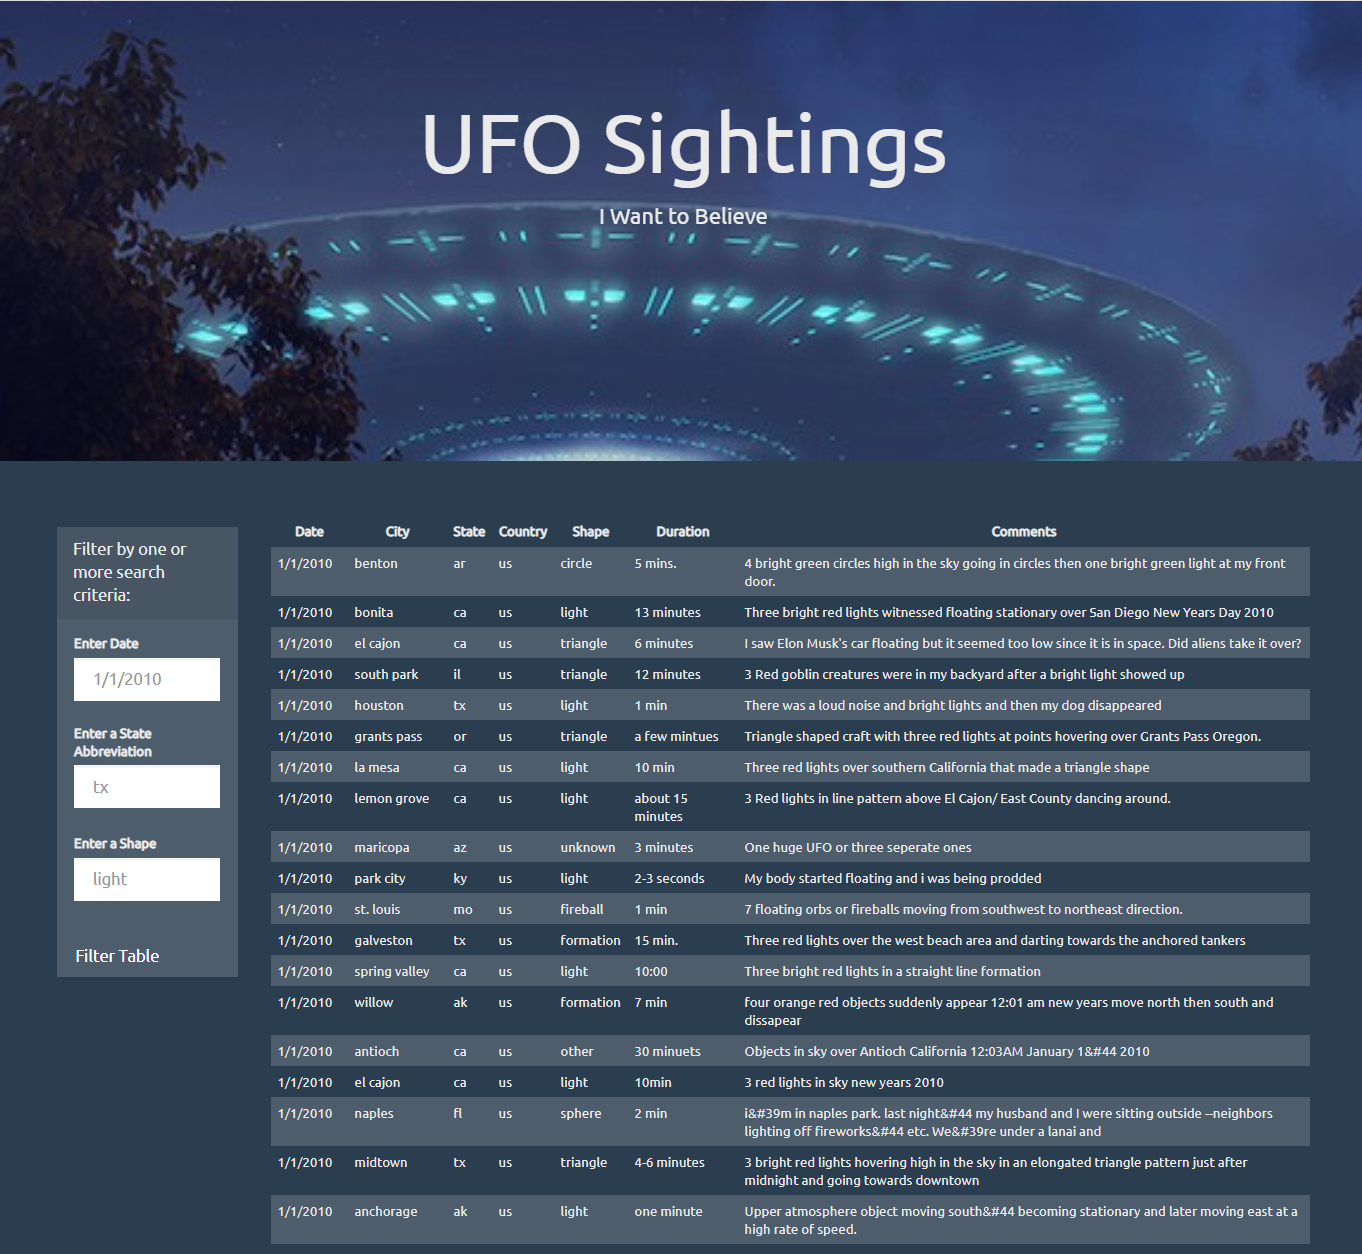 UFO Sightings
I Want to Believe
Filter by one or
more search
criteria:
Enter Date
1/1/2010
Enter a State
Abbreviation
tx
Enter a Shape
light
Filter Table
Date City State Country Shape Duration Comments
1/1/2010 benton ar us circle 5 mins. 4 bright green circles high in the sky going in circles then one bright green light at my front
door.
1/1/2010 bonita ca us light 13 minutes Three bright red lights witnessed floating stationary over San Diego New Years Day 2010
1/1/2010 el cajon ca us triangle 6 minutes I saw Elon Musk's car floating but it seemed too low since it is in space. Did aliens take it over?
1/1/2010 south park il us triangle 12 minutes 3 Red goblin creatures were in my backyard after a bright light showed up
1/1/2010 houston tx us light 1 min There was a loud noise and bright lights and then my dog disappeared
1/1/2010 grants pass or us triangle a few mintues Triangle shaped craft with three red lights at points hovering over Grants Pass Oregon.
1/1/2010 la mesa ca us light 10 min Three red lights over southern California that made a triangle shape
1/1/2010 lemon grove ca us light about 15 3 Red lights in line pattern above El Cajon/ East County dancing around.
minutes
1/1/2010 maricopa az us unknown 3 minutes One huge UFO or three seperate ones
1/1/2010 park city ky us light 2-3 seconds My body started floating and i was being prodded
1/1/2010 st. louis mo us fireball 1 min 7 floating orbs or fireballs moving from southwest to northeast direction.
1/1/2010 galveston tx us formation 15 min. Three red lights over the west beach area and darting towards the anchored tankers
1/1/2010 spring valley ca us light 10:00 Three bright red lights in a straight line formation
1/1/2010 willow ak us formation 7 min four orange red objects suddenly appear 12:01 am new years move north then south and
dissapear
1/1/2010 antioch ca us other 30 minuets Objects in sky over Antioch California 12:03AM January 1&#44 2010
1/1/2010 el cajon ca us light 10min 3 red lights in sky new years 2010
1/1/2010 naples fl us sphere 2 min i&#39m in naples park. last night&#44 my husband and I were sitting outside --neighbors
lighting off fireworks&#44 etc. We&#39re under a lanai and
1/1/2010 midtown tx us triangle 4-6 minutes 3 bright red lights hovering high in the sky in an elongated triangle pattern just after
midnight and going towards downtown
1/1/2010 anchorage ak us light one minute Upper atmosphere object moving south&#44 becoming stationary and later moving east at a
high rate of speed.